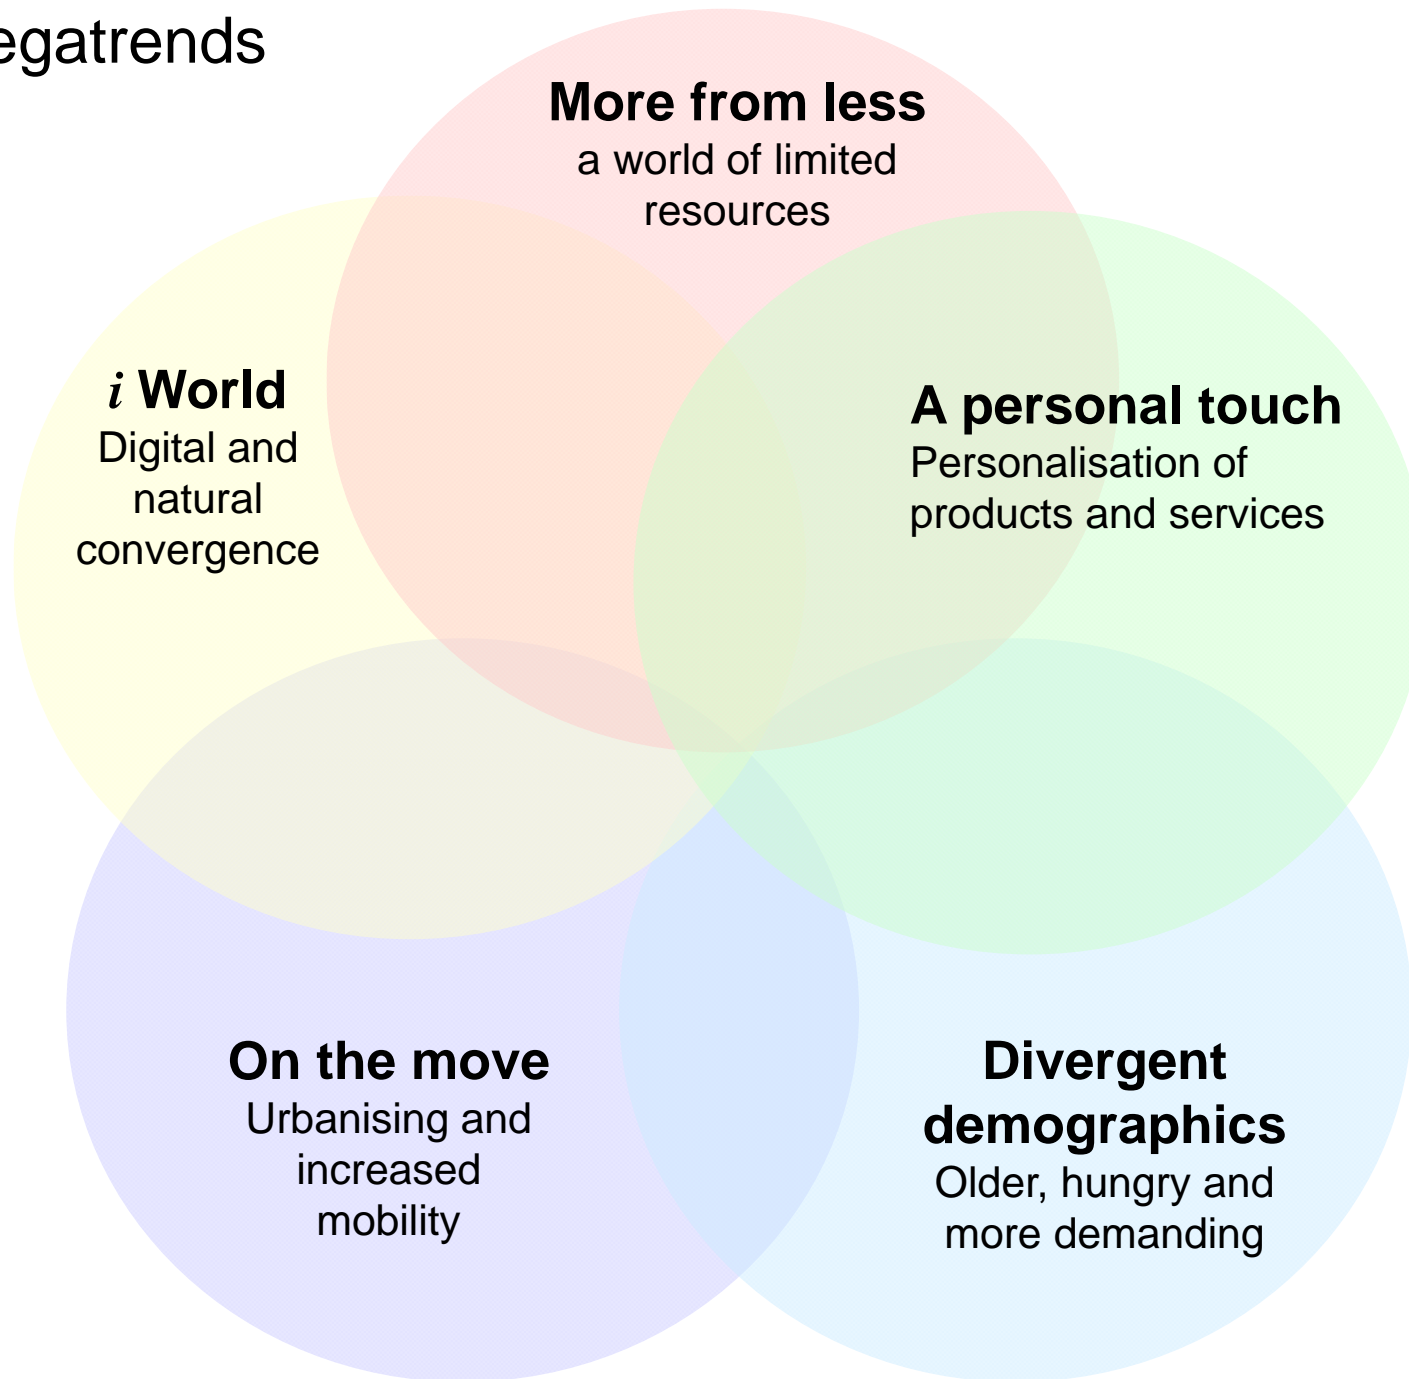 egatrends
More from less
a world of limited
resources
i World
Digital and
natural
convergence
A personal touch
Personalisation of
products and services
On the move
Urbanising and
increased
mobility
Divergent
demographics
Older, hungry and
more demanding